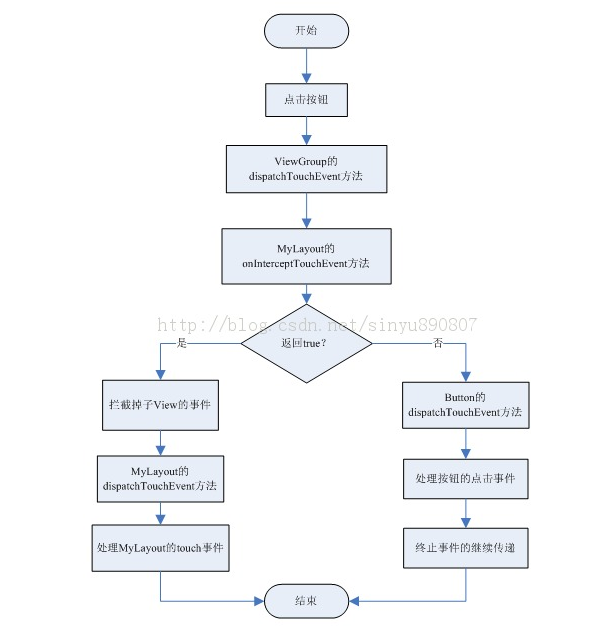 开始
点击按钮
ViewGroup的
dispatchTouchEvent方法
MyLayout的
onInterceptTouchEvent方法
http://blog.csdn.net/sinyu890807
返回true?
是
否
拦截掉子View的事件
MyLayout的
dispatchTouchEvent方法
处理MyLayout的touch事件
Button的
dispatchTouchEvent方法
处理按钮的点击事件
终止事件的继续传递
结束